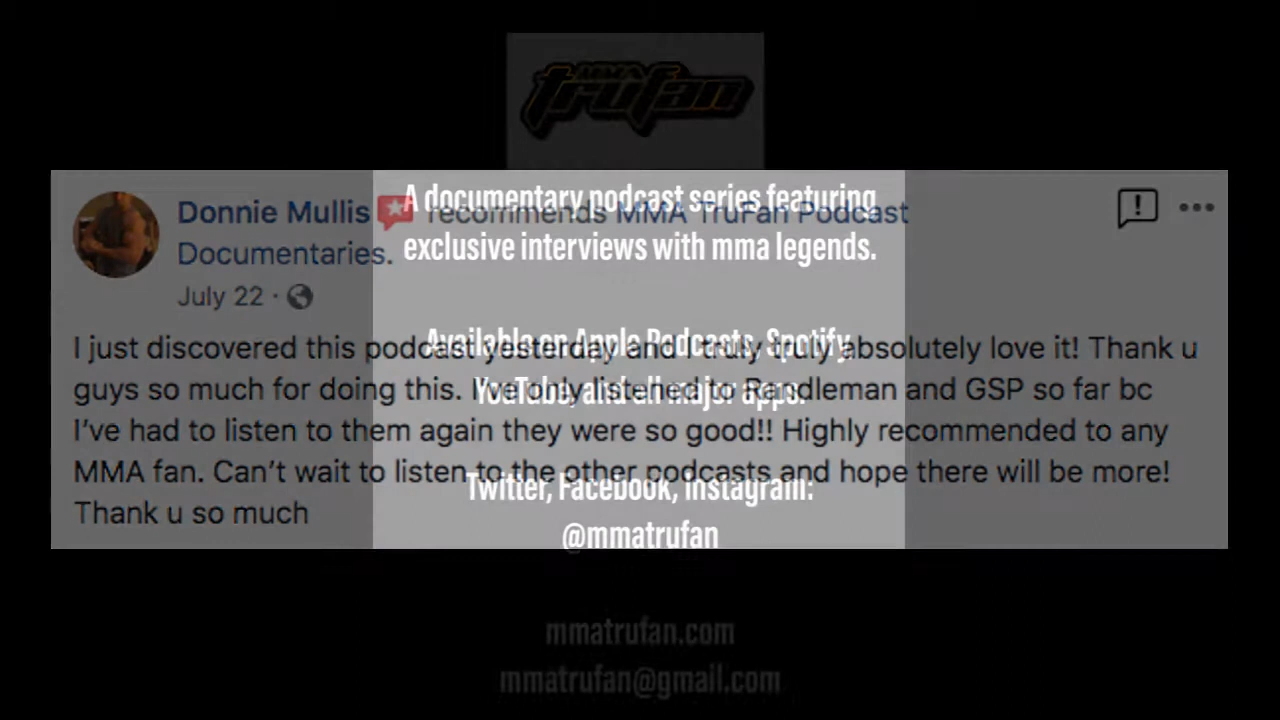 MMA
trufan
A documentary podcast series featuring
exclusive interviews with mma legends.
Available on Apple Podcasts, Spotify,
YouTube, and all major apps.
Twitter, Facebook, Instagram:
@mmatrufan
mmatrufan.com
mmatrufan@gmail.com
Donnie Mullis recommends MMA TruFan Podcast
Documentaries.
July 22 ·
I just discovered this podcast yesterday and I truly truly absolutely love it! Thank u
guys so much for doing this. I've only listened to Randleman and GSP so far bc
I've had to listen to them again they were so good!! Highly recommended to any
MMA fan. Can't wait to listen to the other podcasts and hope there will be more!
Thank u so much